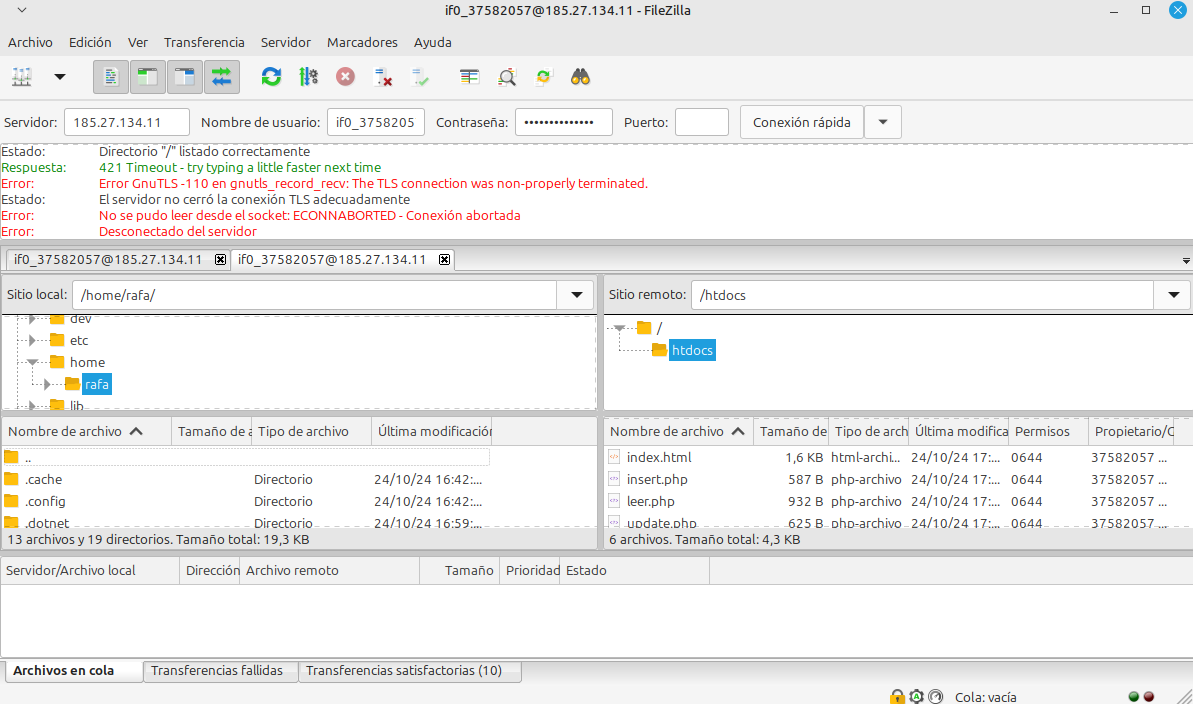 if0_37582057@185.27.134.11 - FileZilla
Archivo Edición Ver Transferencia Servidor Marcadores Ayuda
Servidor: 185.27.134.11 Nombre de usuario: if0_3758205 Contraseña: •••••••••••••• Puerto: Conexión rápida
Estado: Directorio "/" listado correctamente
Respuesta: 421 Timeout - try typing a little faster next time
Error: Error GnuTLS -110 en gnutls_record_recv: The TLS connection was non-properly terminated.
Estado: El servidor no cerró la conexión TLS adecuadamente
Error: No se pudo leer desde el socket: ECONNABORTED - Conexión abortada
Error: Desconectado del servidor
if0_37582057@185.27.134.11 if0_37582057@185.27.134.11
Sitio local: /home/rafa/
dev
etc
home
rafa
lib
Nombre de archivo Tamaño de a Tipo de archivo Última modificación
..
.cache Directorio 24/10/24 16:42:...
.config Directorio 24/10/24 16:42:...
.dotnet Directorio 24/10/24 16:59:...
13 archivos y 19 directorios. Tamaño total: 19,3 KB
Sitio remoto: /htdocs
/
htdocs
Nombre de archivo Tamaño de Tipo de arch Última modifica Permisos Propietario/G
index.html 1,6 KB html-archi... 24/10/24 17:... 0644 37582057 ...
insert.php 587 B php-archivo 24/10/24 17:... 0644 37582057 ...
leer.php 932 B php-archivo 24/10/24 17:... 0644 37582057 ...
update.php 625 B php-archivo 24/10/24 17:... 0644 37582057 ...
6 archivos. Tamaño total: 4,3 KB
Servidor/Archivo local Dirección Archivo remoto Tamaño Prioridad Estado
Archivos en cola Transferencias fallidas Transferencias satisfactorias (10)
Cola: vacía